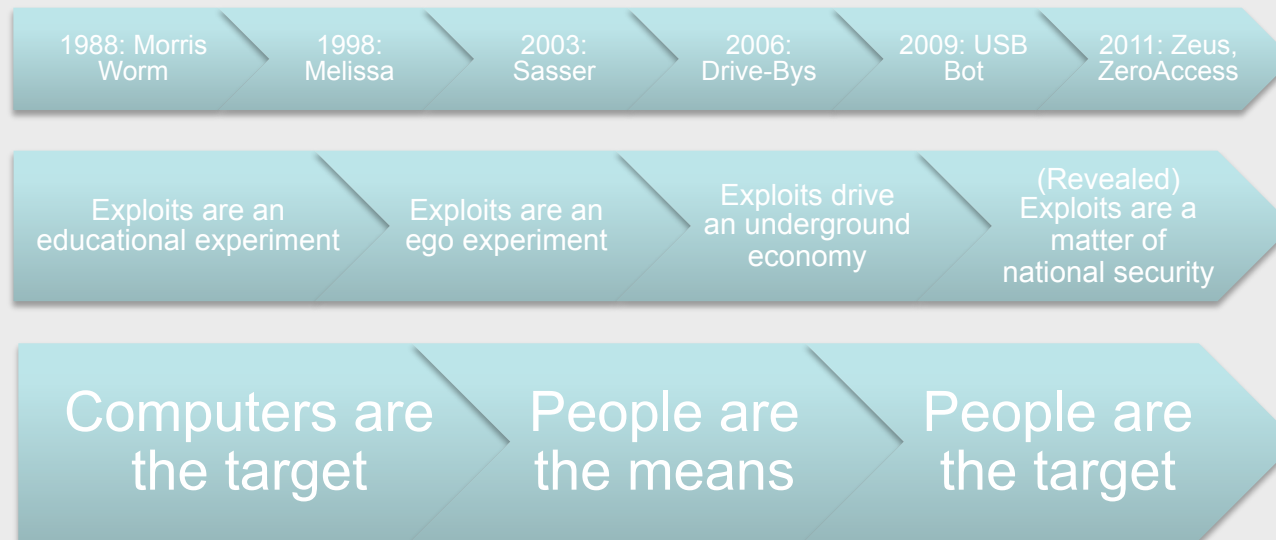 1988: Morris
Worm
1998:
Melissa
2003:
Sasser
2006:
Drive-Bys
2009: USB
Bot
2011: Zeus,
ZeroAccess
Exploits are an
educational experiment
Exploits are an
ego experiment
Exploits drive
an underground
economy
(Revealed)
Exploits are a
matter of
national security
Computers are
the target
People are
the means
People are
the target